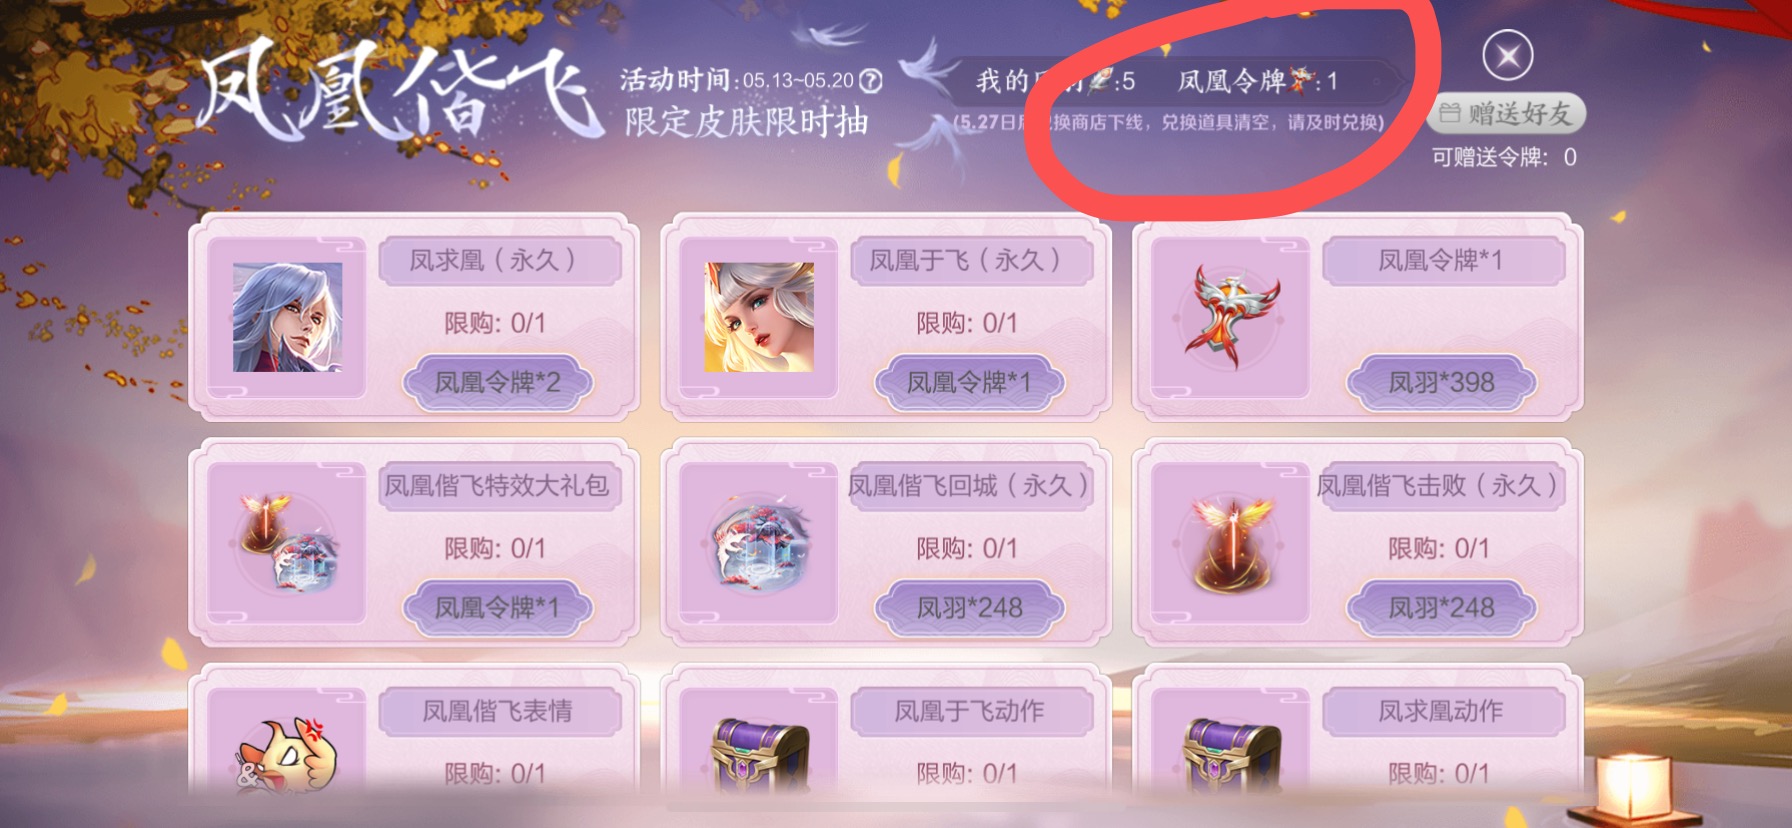 凤凰偕飞
活动时间:05.13~05.20?
限定皮肤限时抽
我的 :5 凤凰令牌:1
(5.27日 换商店下线，兑换道具清空，请及时兑换)
赠送好友
可赠送令牌: 0
凤求凰（永久）
限购: 0/1
凤凰令牌*2
凤凰于飞（永久）
限购: 0/1
凤凰令牌*1
凤凰令牌*1
凤羽*398
凤凰偕飞特效大礼包
限购: 0/1
凤凰令牌*1
凤凰偕飞回城（永久）
限购: 0/1
凤羽*248
凤凰偕飞击败（永久）
限购: 0/1
凤羽*248
凤凰偕飞表情
限购: 0/1
凤凰于飞动作
限购: 0/1
凤求凰动作
限购: 0/1